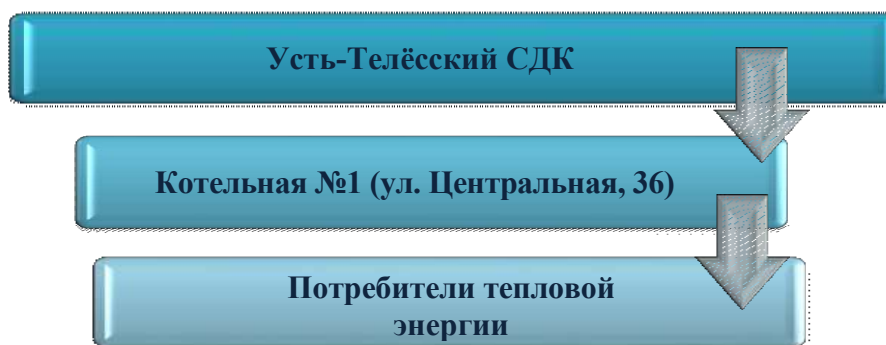 Усть-Телёсский СДК
Котельная №1 (ул. Центральная, 36)
Потребители тепловой
энергии